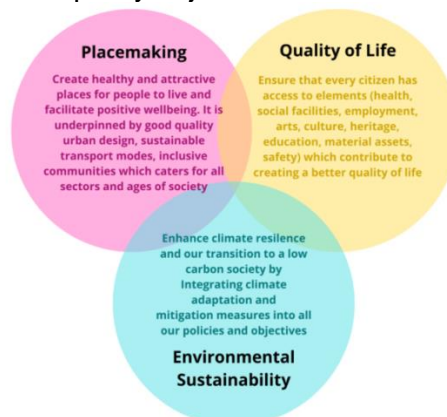 Placemaking
Create healthy and attractive
places for people to live and
facilitate positive wellbeing. It is
underpinned by good quality
urban design, sustainable
transport modes, inclusive
communities which caters for all
sectors and ages of society
Quality of Life
Ensure that every citizen has
access to elements (health,
social facilities, employment,
arts, culture, heritage,
education, material assets,
safety) which contribute to
creating a better quality of life
Enhance climate resilence
and our transition to a low
carbon society by
Integrating climate
adaptation and
mitigation measures into all
our policies and objectives
Environmental
Sustainability